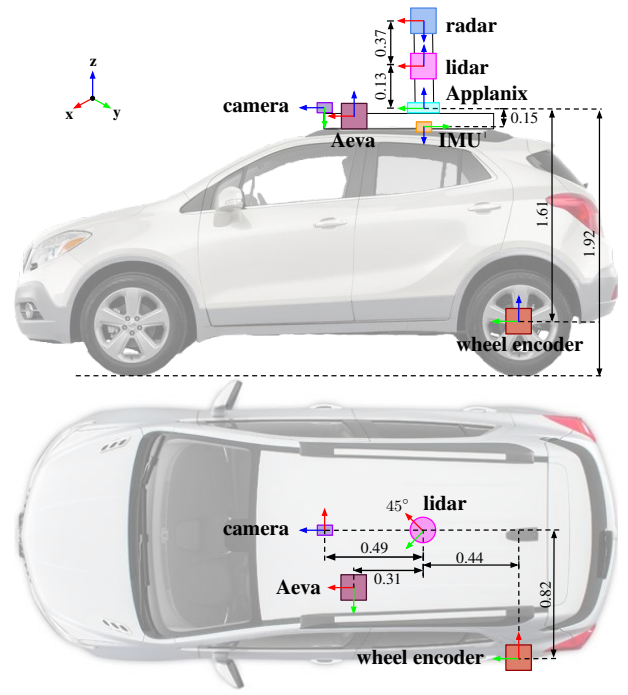 radar
0.37
z
lidar
0.13
Applanix
x
y
camera
0.15
Aeva
IMU
1.61
1.92
wheel encoder
45°
lidar
camera
0.49
0.44
0.31
Aeva
0.82
wheel encoder